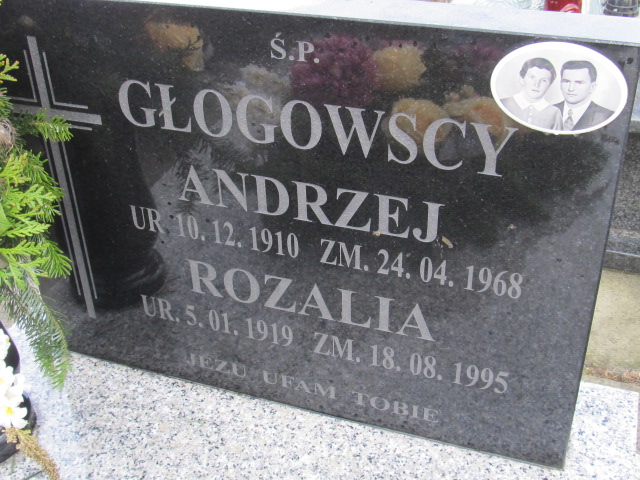 Ś.P.
GŁOGOWSCY
ANDRZEJ
UR. 10. 12. 1910 ZM. 24. 04. 1968
ROZALIA
UR. 5. 01. 1919 ZM. 18. 08. 1995
JEZU UFAM TOBIE